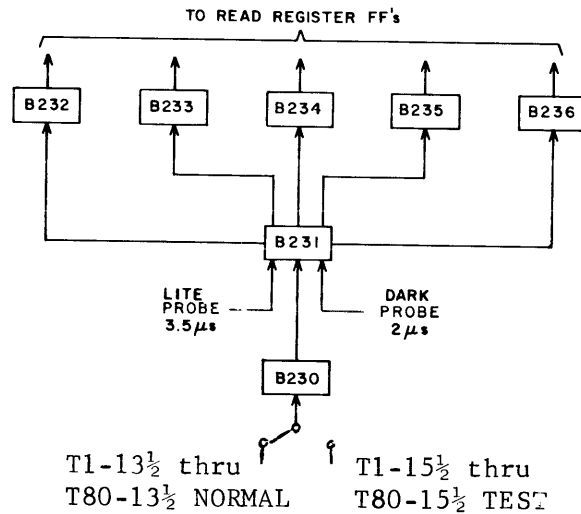 TO READ REGISTER FF's
B232 B233 B234 B235 B236
B231
LITE
PROBE
3.5μs
DARK
PROBE
2μs
B230
T1-13½ thru
T80-13½ NORMAL
T1-15½ thru
T80-15½ TEST